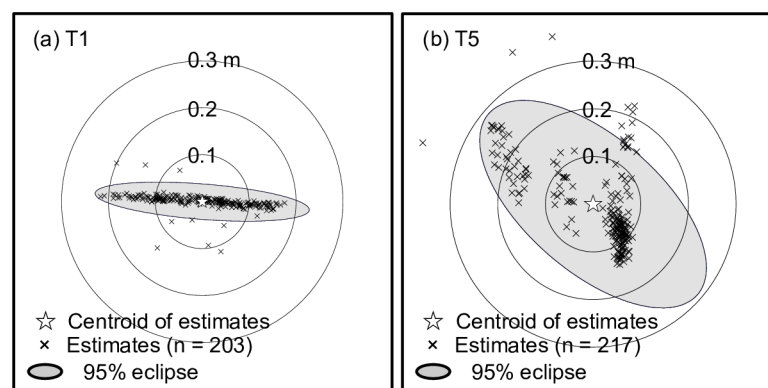 (a) T1
0.3 m
0.2
0.1
Centroid of estimates
Estimates (n = 203)
95% eclipse
(b) T5
0.3 m
0.2
0.1
Centroid of estimates
Estimates (n = 217)
95% eclipse